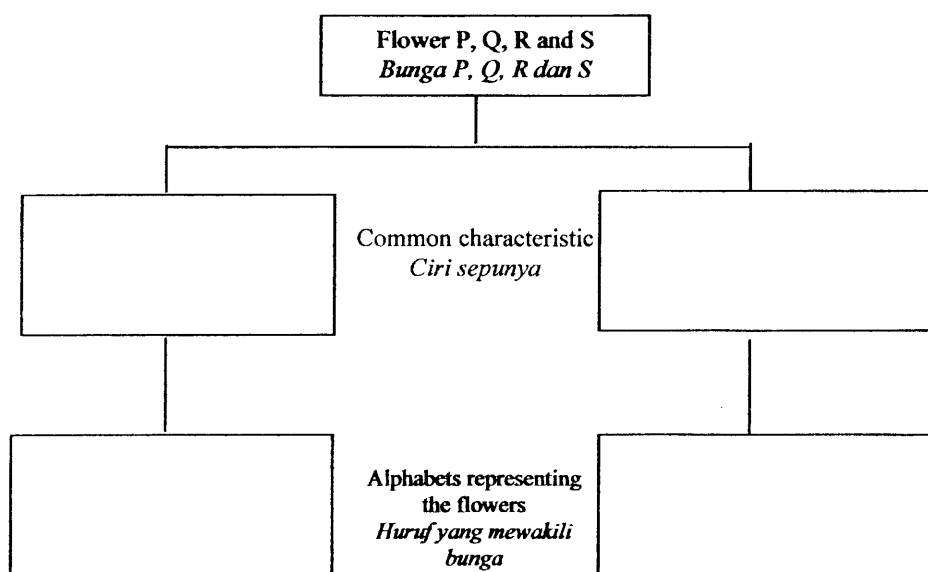 Flower P, Q, R and S
Bunga P, Q, R dan S
Common characteristic
Ciri sepunya
Alphabets representing
the flowers
Huruf yang mewakili
bunga